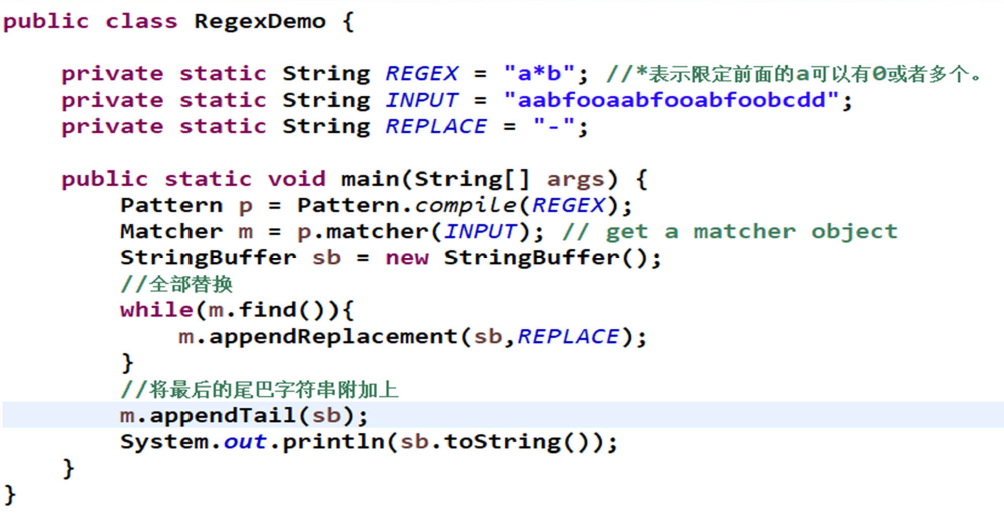 public class RegexDemo {
private static String REGEX = "a*b"; //*表示限定前面的a可以有0或者多个。
private static String INPUT = "aabfooaabfooabfoobcdd";
private static String REPLACE = "-";
public static void main(String[] args) {
Pattern p = Pattern.compile(REGEX);
Matcher m = p.matcher(INPUT); // get a matcher object
StringBuffer sb = new StringBuffer();
//全部替换
while(m.find()){
m.appendReplacement(sb,REPLACE);
}
//将最后的尾巴字符串附加上
m.appendTail(sb);
System.out.println(sb.toString());
}
}